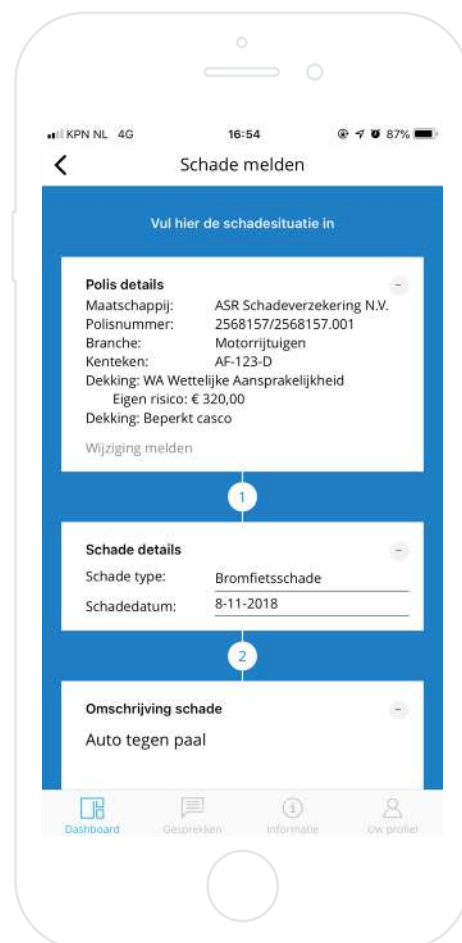 KPN NL 4G 16:54 87%
Schade melden
Vul hier de schadesituatie in
Polis details
Maatschappij: ASR Schadeverzekering N.V.
Polisnummer: 2568157/2568157.001
Branche: Motorrijtuigen
Kenteken: AF-123-D
Dekking: WA Wettelijke Aansprakelijkheid
Eigen risico: € 320,00
Dekking: Beperkt casco
Wijziging melden
1
Schade details
Schade type: Bromfietsschade
Schadedatum: 8-11-2018
2
Omschrijving schade
Auto tegen paal
Dashboard Gesprekken Informatie Uw profiel